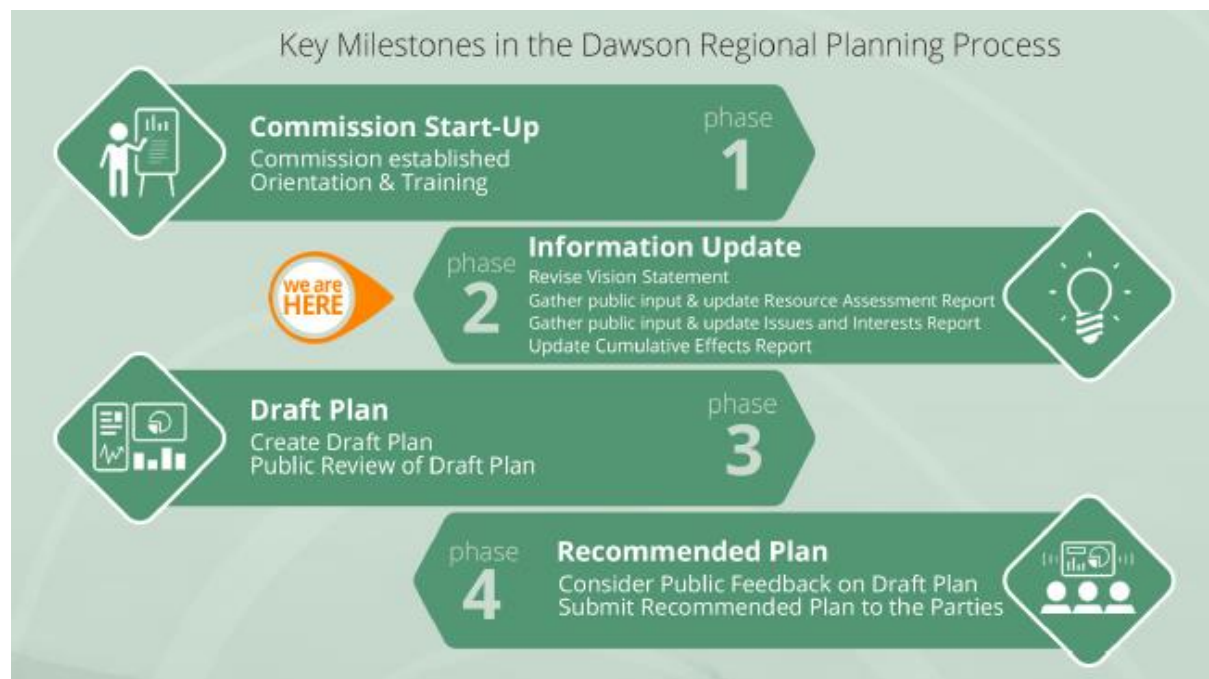 Key Milestones in the Dawson Regional Planning Process
Commission Start-Up
Commission established
Orientation & Training
phase
1
we are
HERE
phase
2
Information Update
Revise Vision Statement
Gather public input & update Resource Assessment Report
Gather public input & update Issues and Interests Report
Update Cumulative Effects Report
Draft Plan
Create Draft Plan
Public Review of Draft Plan
phase
3
phase
4
Recommended Plan
Consider Public Feedback on Draft Plan
Submit Recommended Plan to the Parties